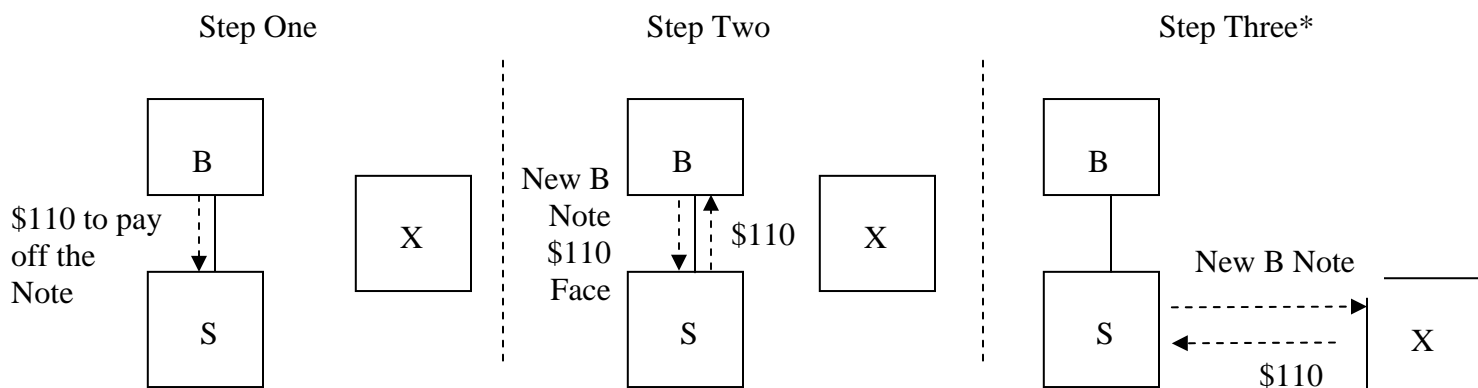 Step One
Step Two
Step Three*
B
$110 to pay
off the
Note
X
S
B
New B
Note
$110
Face
$110
X
S
B
New B Note
S
X
$110